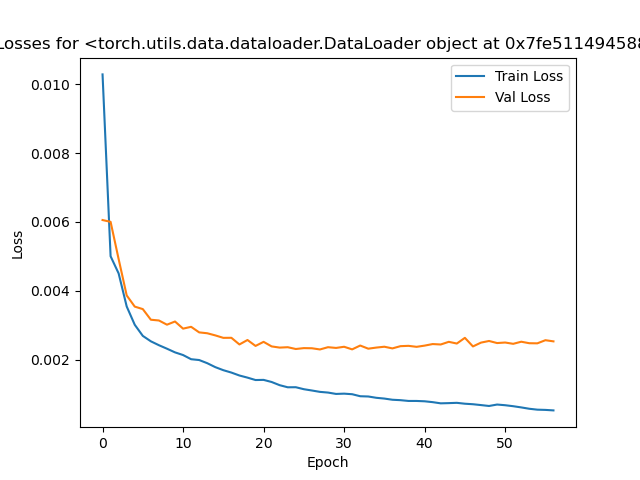 Losses for <torch.utils.data.dataloader.DataLoader object at 0x7fe51149458
Train Loss
Val Loss
0.010
0.008
0.006
0.004
0.002
Loss
0 10 20 30 40 50
Epoch